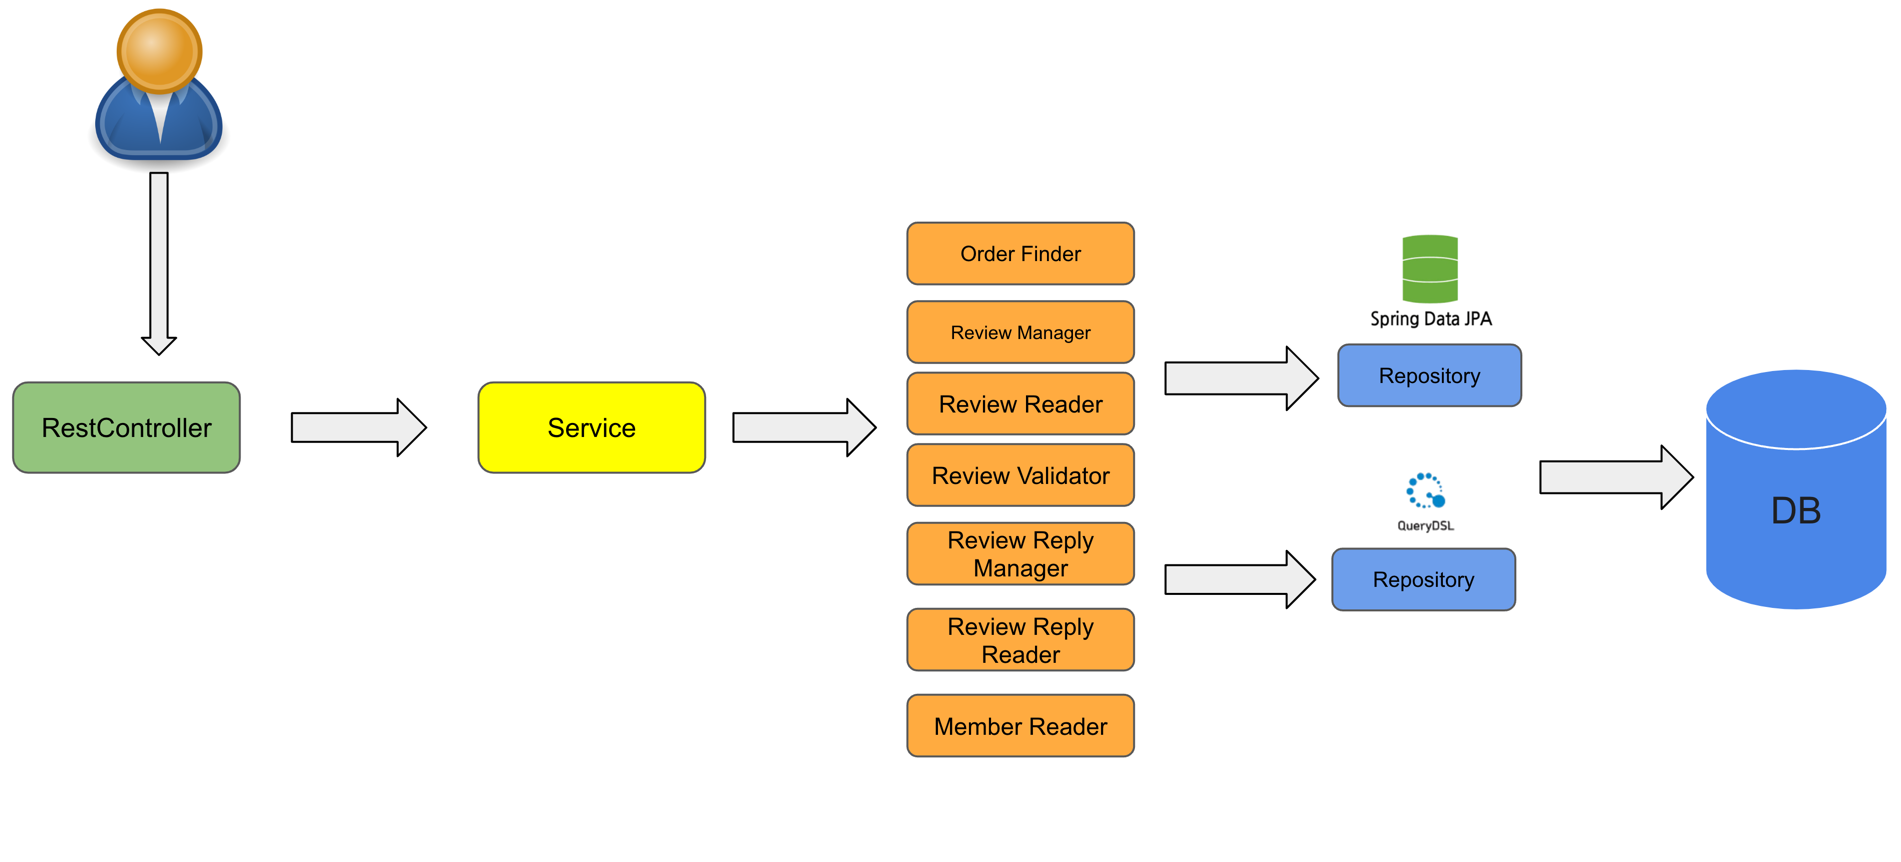 RestController
Service
Order Finder
Review Manager
Review Reader
Review Validator
Review Reply
Manager
Review Reply
Reader
Member Reader
Spring Data JPA
Repository
QueryDSL
Repository
DB